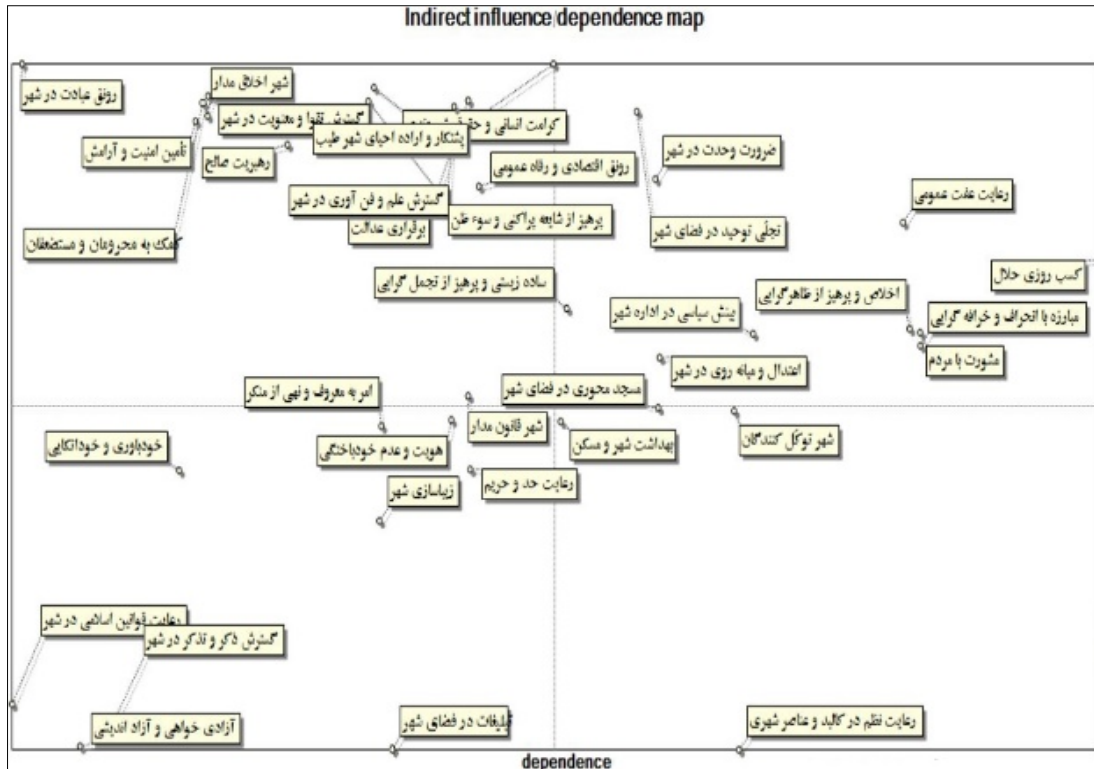 Indirect influence/dependence map
رونق عبادت در شهر
شهر اخلاق مدار
گسترش تقوا و معنویت در شهر
کرامت انسانی و
پشتکار و اراده احیای شهر طیب
تأمین امنیت و آرامش
رهبریت صالح
ضرورت وحدت در شهر
رونق اقتصادی و رفاه عمومی
رعایت عفت عمومی
گسترش علم و فن آوری در شهر
پرهیز از شایعه پراکنی و سوء ظن
برقراری عدالت
تجلّی توحید در فضای شهر
کمک به محرومان و مستضعفان
کسب روزی حلال
ساده زیستی و پرهیز از تجمل گرایی
اخلاص و پرهیز از ظاهرگرایی
بینش سیاسی در اداره شهر
مبارزه با انحراف و خرافه گرایی
مشورت با مردم
اعتدال و میانه روی در شهر
امر به معروف و نهی از منکر
مسجد محوری در فضای شهر
شهر قانون مدار
خودباوری و خوداتکایی
هویت و عدم خودباختگی
بهداشت شهر و مسکن
شهر توکّل کنندگان
رعایت حد و حریم
زیباسازی شهر
رعایت قوانین اسلامی در شهر
گسترش ذکر و تذکر در شهر
آزادی خواهی و آزاد اندیشی
تبلیغات در فضای شهر
رعایت نظم در کالبد و عناصر شهری
dependence